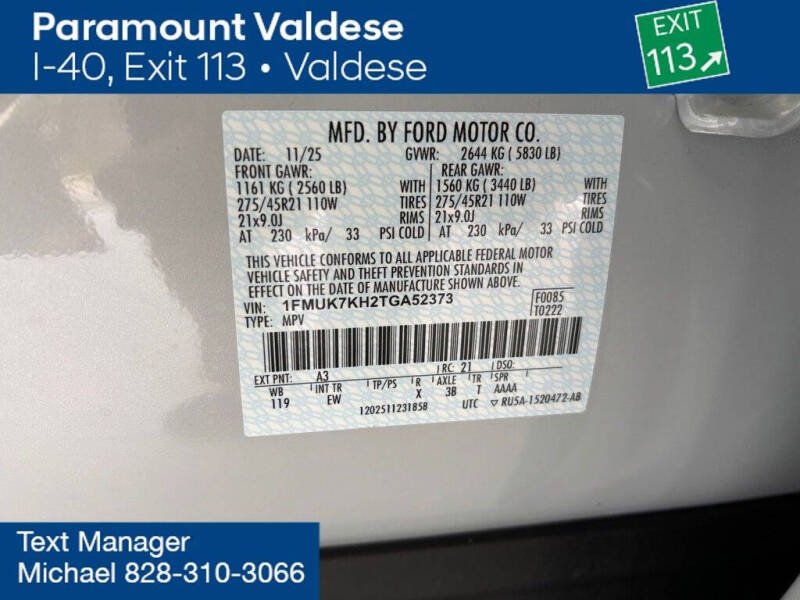 Paramount Valdese
I-40, Exit 113 • Valdese
EXIT
113
MFD. BY FORD MOTOR CO.
DATE: 11/25 GVWR: 2644 KG ( 5830 LB)
FRONT GAWR: REAR GAWR:
1161 KG ( 2560 LB) WITH 1560 KG ( 3440 LB) WITH
275/45R21 110W TIRES 275/45R21 110W TIRES
21x9.0J RIMS 21x9.0J RIMS
AT 230 kPa/ 33 PSI COLD AT 230 kPa/ 33 PSI COLD
THIS VEHICLE CONFORMS TO ALL APPLICABLE FEDERAL MOTOR
VEHICLE SAFETY AND THEFT PREVENTION STANDARDS IN
EFFECT ON THE DATE OF MANUFACTURE SHOWN ABOVE.
VIN: 1FMUK7KH2TGA52373 F0085
TYPE: MPV T0222
EXT PNT: A3 RC: 21 DSO:
WB INT TR TP/PS R AXLE TR SPR
119 EW X 3B T AAAA
1202511231858 UTC ▽ RU5A-1520472-AB
Text Manager
Michael 828-310-3066